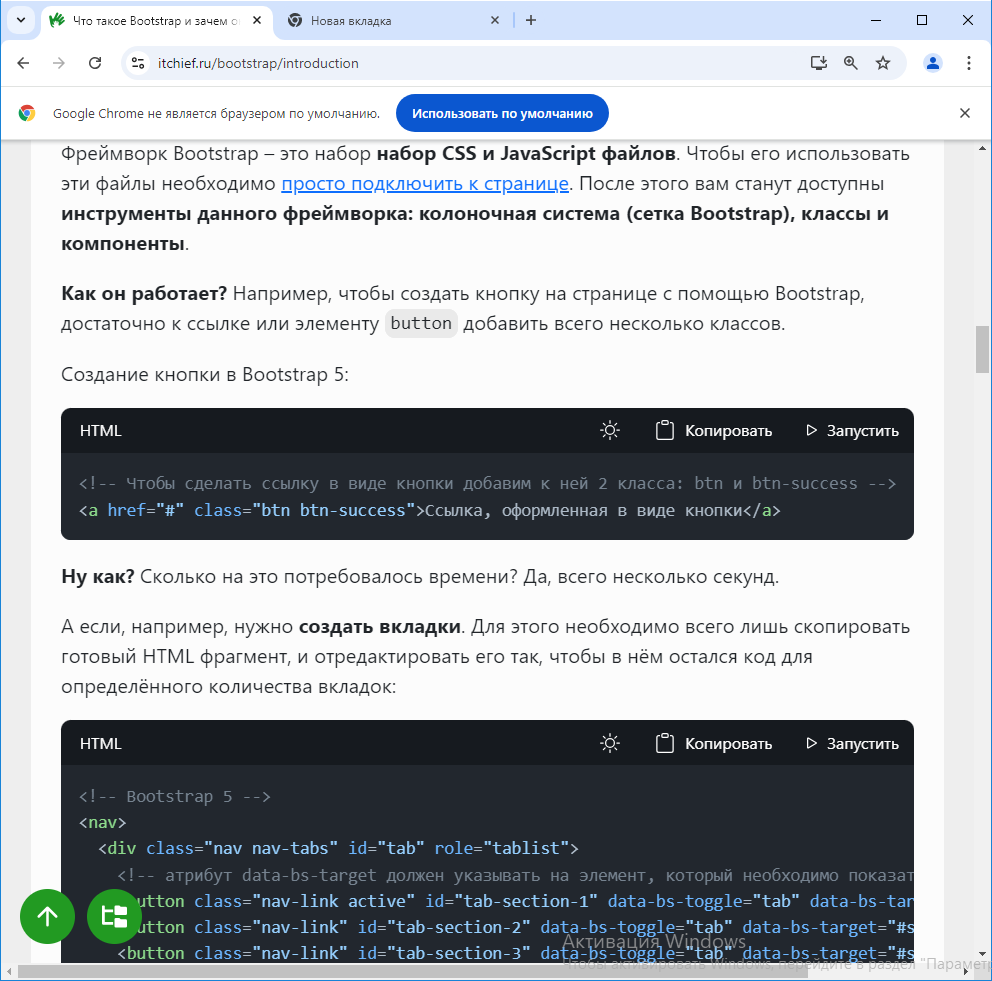 Что такое Bootstrap и зачем о
Новая вкладка
itchief.ru/bootstrap/introduction
Google Chrome не является браузером по умолчанию.
Использовать по умолчанию
Фреймворк Bootstrap – это набор набор CSS и JavaScript файлов. Чтобы его использовать
эти файлы необходимо просто подключить к странице. После этого вам станут доступны
инструменты данного фреймворка: колоночная система (сетка Bootstrap), классы и
компоненты.
Как он работает? Например, чтобы создать кнопку на странице с помощью Bootstrap,
достаточно к ссылке или элементу button добавить всего несколько классов.
Создание кнопки в Bootstrap 5:
HTML
Копировать
Запустить
<!-- Чтобы сделать ссылку в виде кнопки добавим к ней 2 класса: btn и btn-success -->
<a href="#" class="btn btn-success">Ссылка, оформленная в виде кнопки</a>
Ну как? Сколько на это потребовалось времени? Да, всего несколько секунд.
А если, например, нужно создать вкладки. Для этого необходимо всего лишь скопировать
готовый HTML фрагмент, и отредактировать его так, чтобы в нём остался код для
определённого количества вкладок:
HTML
Копировать
Запустить
<!-- Bootstrap 5 -->
<nav>
<div class="nav nav-tabs" id="tab" role="tablist">
<!-- атрибут data-bs-target должен указывать на элемент, который необходимо показат
utton class="nav-link active" id="tab-section-1" data-bs-toggle="tab" data-bs-tar
utton class="nav-link" id="tab-section-2" data-bs-toggle="tab" data-bs-target="#s
<button class="nav-link" id="tab-section-3" data-bs-toggle="tab" data-bs-target="#s
Активация Windows
Чтобы активировать Windows, перейдите в раздел "Парамет